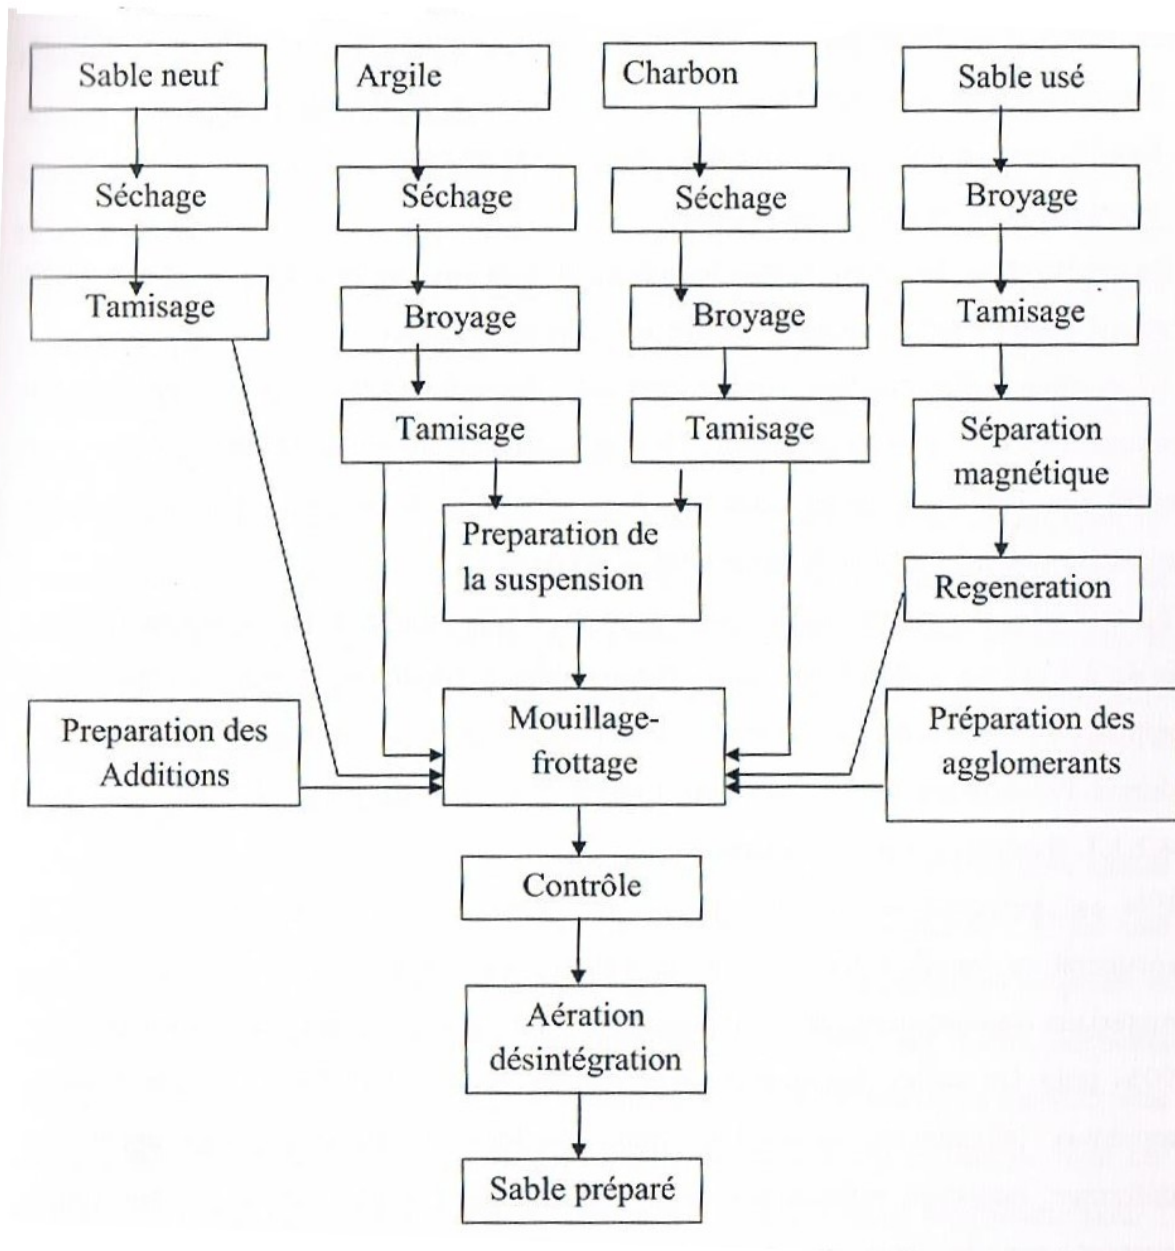 Sable neuf
Argile
Charbon
Sable usé
Séchage
Séchage
Séchage
Broyage
Tamisage
Broyage
Broyage
Tamisage
Tamisage
Tamisage
Séparation
magnétique
Preparation de
la suspension
Regeneration
Preparation des
Additions
Mouillage-
frottage
Préparation des
agglomerants
Contrôle
Aération
désintégration
Sable préparé